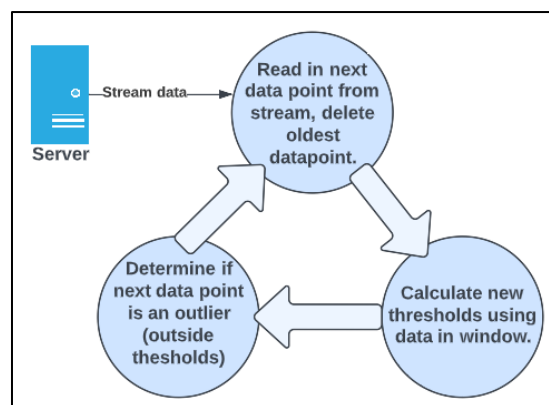 Stream data
Server
Read in next
data point from
stream, delete
oldest
datapoint.
Calculate new
thresholds using
data in window.
Determine if
next data point
is an outlier
(outside
thesholds)